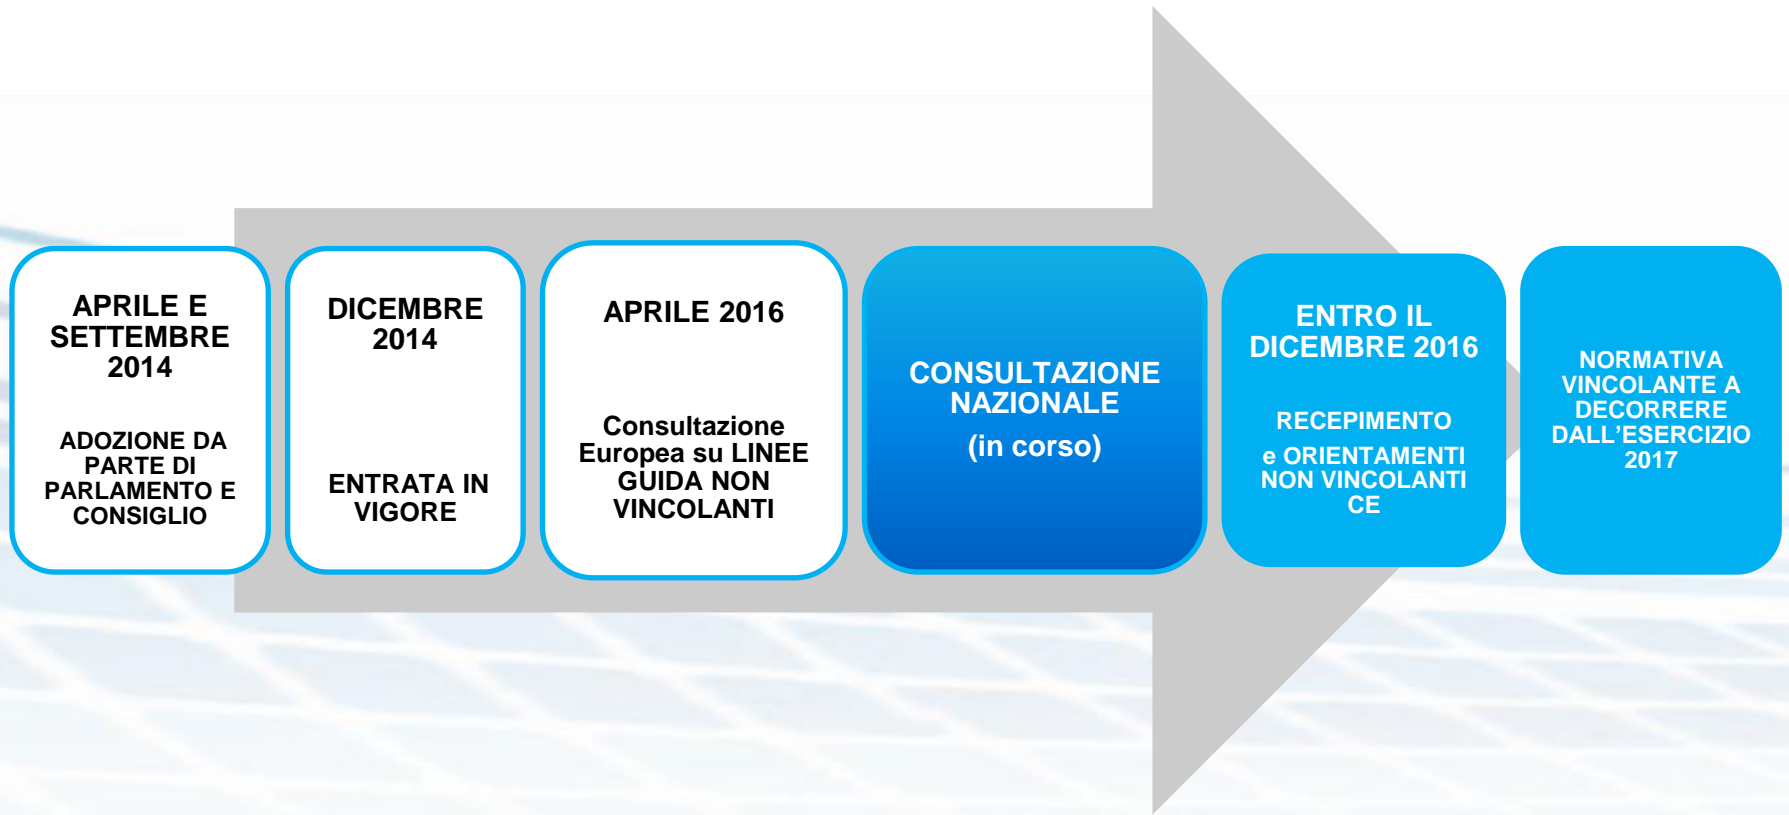 APRILE E
SETTEMBRE
2014
ADOZIONE DA
PARTE DI
PARLAMENTO E
CONSIGLIO
DICEMBRE
2014
ENTRATA IN
VIGORE
APRILE 2016
Consultazione
Europea su LINEE
GUIDA NON
VINCOLANTI
CONSULTAZIONE
NAZIONALE
(in corso)
ENTRO IL
DICEMBRE 2016
RECEPIMENTO
e ORIENTAMENTI
NON VINCOLANTI
CE
NORMATIVA
VINCOLANTE A
DECORRERE
DALL’ESERCIZIO
2017